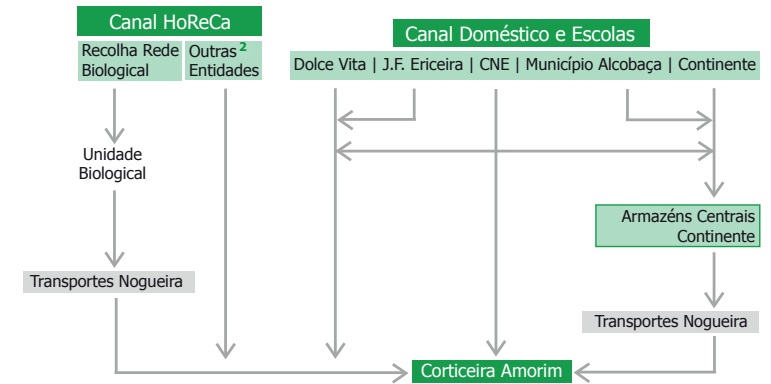 Canal HoReCa
Recolha Rede
Biological
Outras ²
Entidades
Unidade
Biological
Transportes Nogueira
Canal Doméstico e Escolas
Dolce Vita | J.F. Ericeira | CNE | Município Alcobaça | Continente
Armazéns Centrais
Continente
Transportes Nogueira
Corticeira Amorim